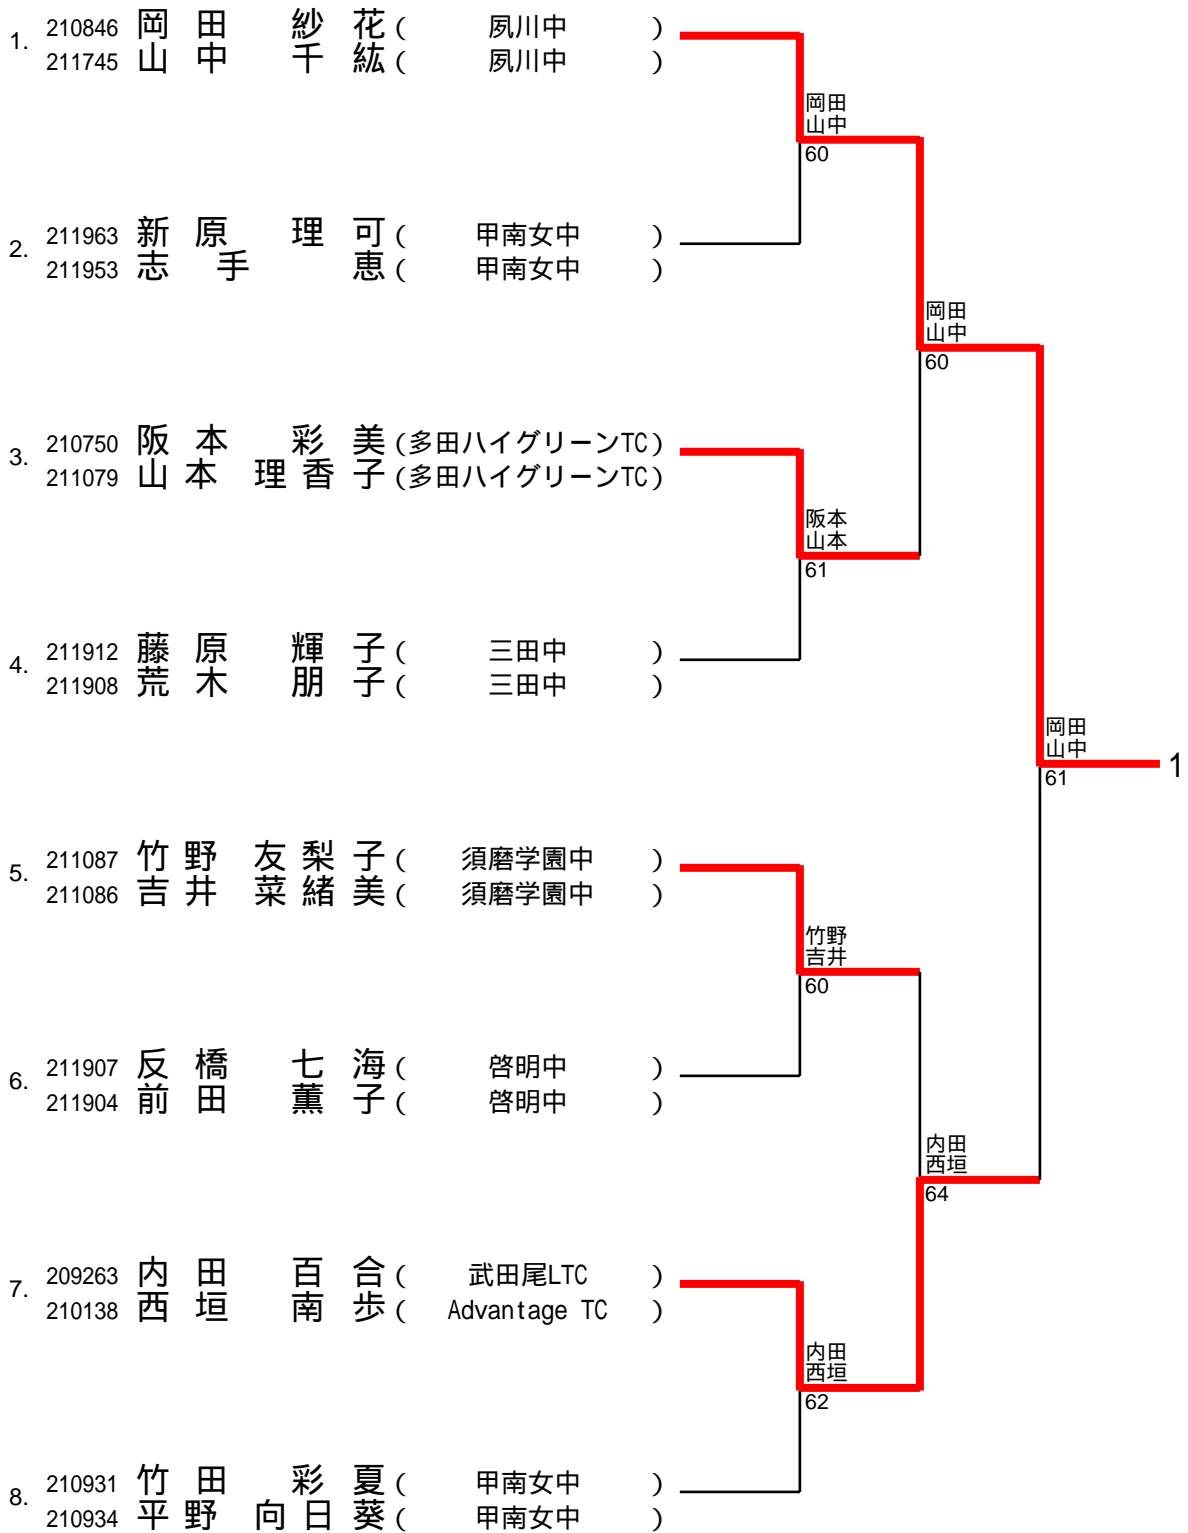 1. 210846 岡田 紗花 ( 夙川中 )
211745 山中 千紘 ( 夙川中 )
岡田
山中
60
2. 211963 新原 理可 ( 甲南女中 )
211953 志手 恵 ( 甲南女中 )
岡田
山中
60
3. 210750 阪本 彩美 (多田ハイグリーンTC)
211079 山本 理香子 (多田ハイグリーンTC)
阪本
山本
61
4. 211912 藤原 輝子 ( 三田中 )
211908 荒木 朋子 ( 三田中 )
岡田
山中
61
1
5. 211087 竹野 友梨子 ( 須磨学園中 )
211086 吉井 菜緒美 ( 須磨学園中 )
竹野
吉井
60
6. 211907 反橋 七海 ( 啓明中 )
211904 前田 薫子 ( 啓明中 )
内田
西垣
64
7. 209263 内田 百合 ( 武田尾LTC )
210138 西垣 南歩 ( Advantage TC )
内田
西垣
62
8. 210931 竹田 彩夏 ( 甲南女中 )
210934 平野 向日葵 ( 甲南女中 )